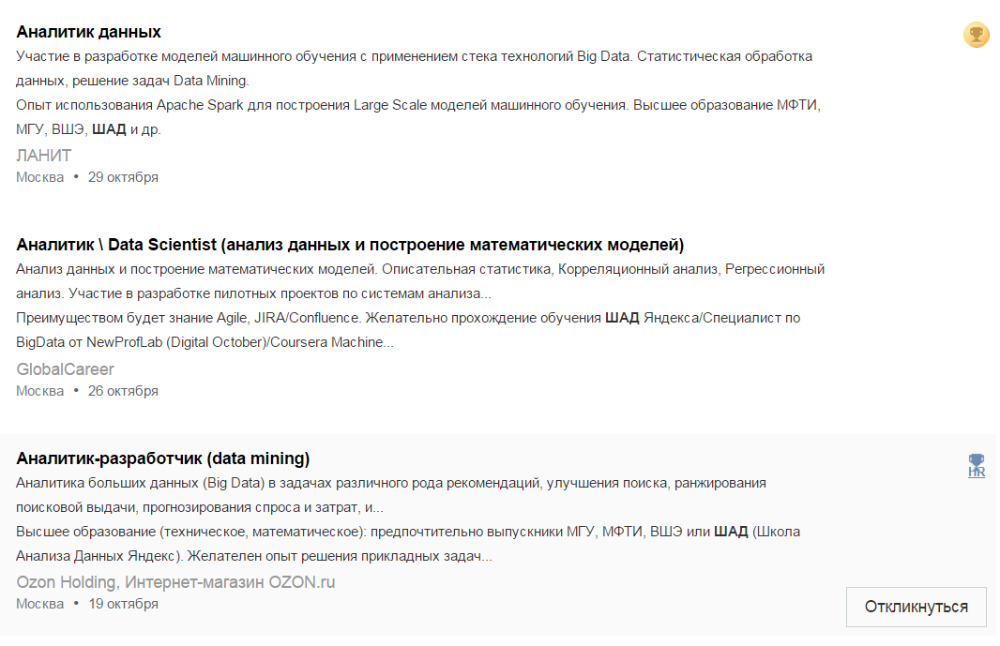 Аналитик данных
Участие в разработке моделей машинного обучения с применением стека технологий Big Data. Статистическая обработка
данных, решение задач Data Mining.
Опыт использования Apache Spark для построения Large Scale моделей машинного обучения. Высшее образование МФТИ,
МГУ, ВШЭ, ШАД и др.
ЛАНИТ
Москва • 29 октября
Аналитик \ Data Scientist (анализ данных и построение математических моделей)
Анализ данных и построение математических моделей. Описательная статистика, Корреляционный анализ, Регрессионный
анализ. Участие в разработке пилотных проектов по системам анализа...
Преимуществом будет знание Agile, JIRA/Confluence. Желательно прохождение обучения ШАД Яндекса/Специалист по
BigData от NewProfLab (Digital October)/Coursera Machine...
GlobalCareer
Москва • 26 октября
Аналитик-разработчик (data mining)
HR
Аналитика больших данных (Big Data) в задачах различного рода рекомендаций, улучшения поиска, ранжирования
поисковой выдачи, прогнозирования спроса и затрат, и...
Высшее образование (техническое, математическое): предпочтительно выпускники МГУ, МФТИ, ВШЭ или ШАД (Школа
Анализа Данных Яндекс). Желателен опыт решения прикладных задач...
Ozon Holding, Интернет-магазин OZON.ru
Москва • 19 октября
Откликнуться